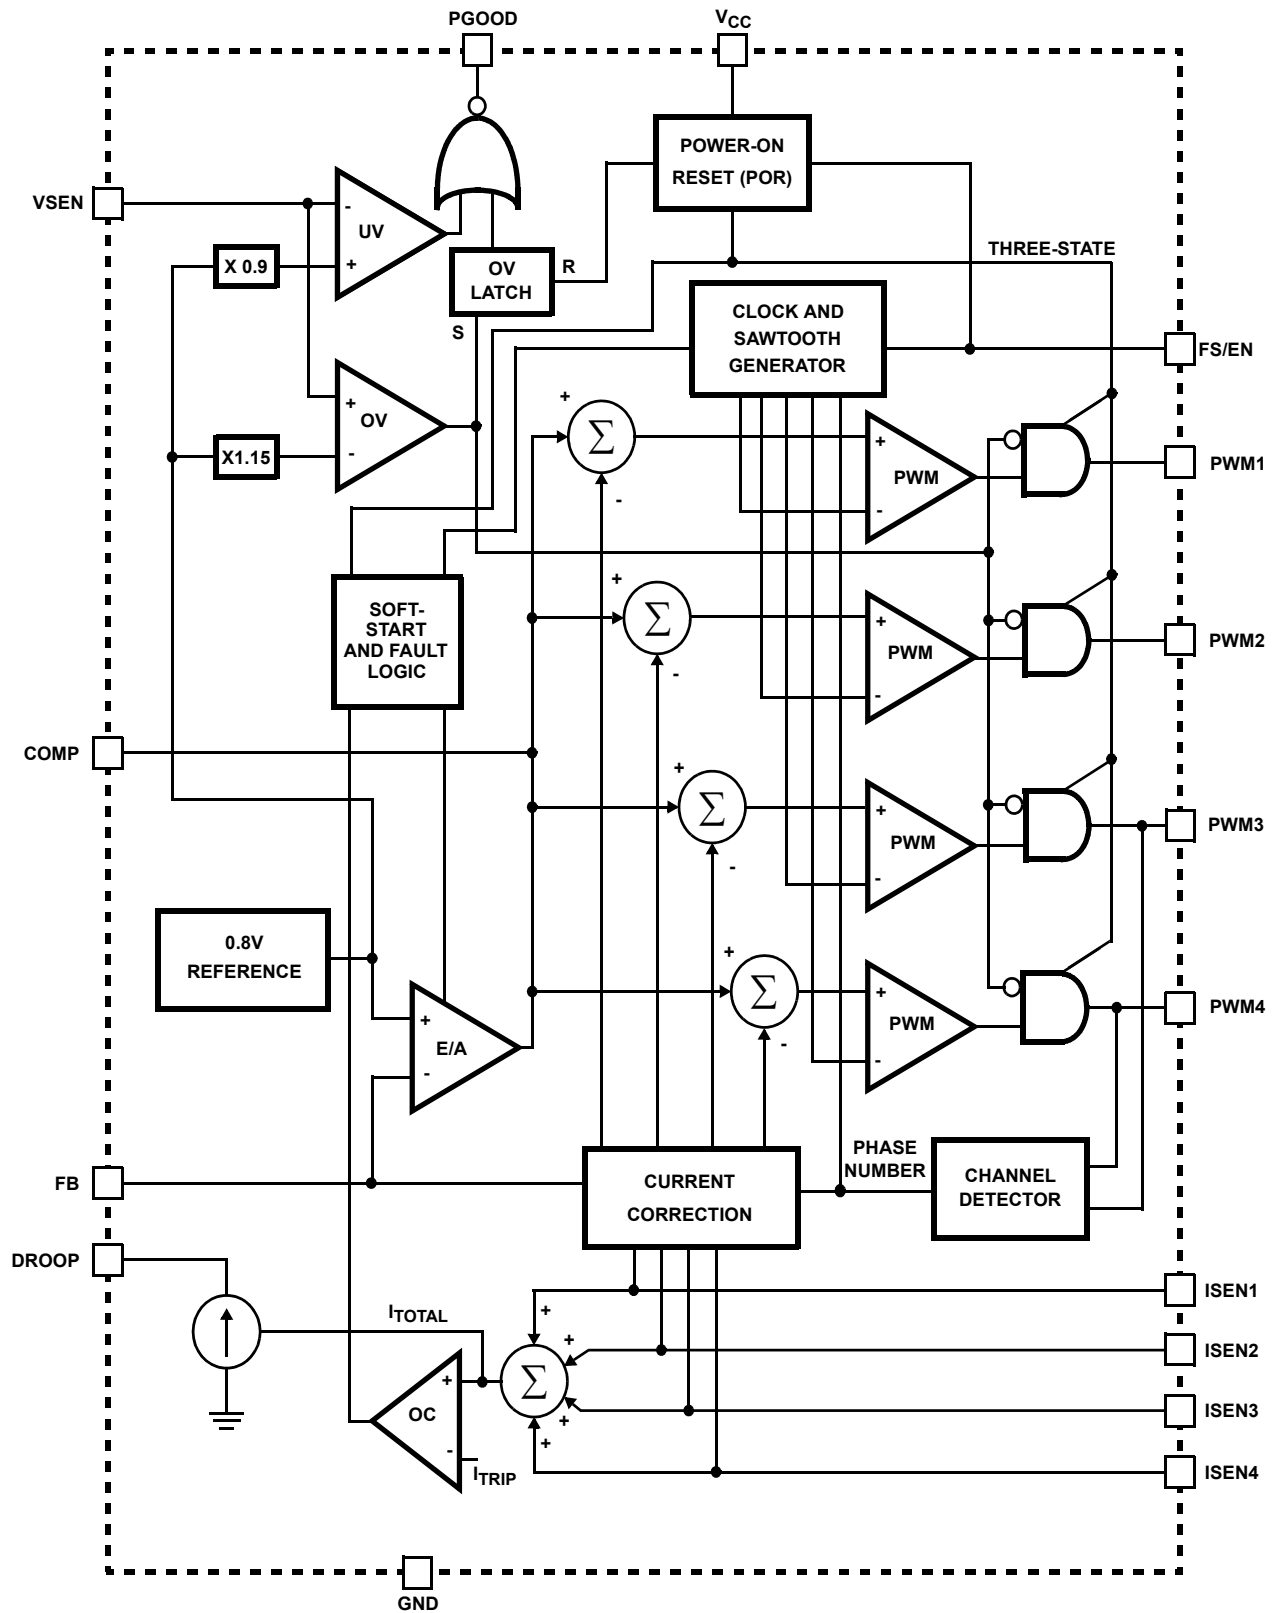 PGOOD
VCC
POWER-ON
RESET (POR)
VSEN
-
UV
+
X 0.9
OV
LATCH
R
S
THREE-STATE
CLOCK AND
SAWTOOTH
GENERATOR
FS/EN
+
OV
-
X1.15
+
Σ
-
+
PWM
-
PWM1
SOFT-
START
AND FAULT
LOGIC
+
Σ
-
+
PWM
-
PWM2
COMP
+
Σ
-
+
PWM
-
PWM3
0.8V
REFERENCE
+
E/A
-
+
Σ
-
+
PWM
-
PWM4
FB
CURRENT
CORRECTION
PHASE
NUMBER
CHANNEL
DETECTOR
DROOP
ITOTAL
+
+
Σ
+
+
ISEN1
ISEN2
ISEN3
ISEN4
+
OC
-
ITRIP
GND